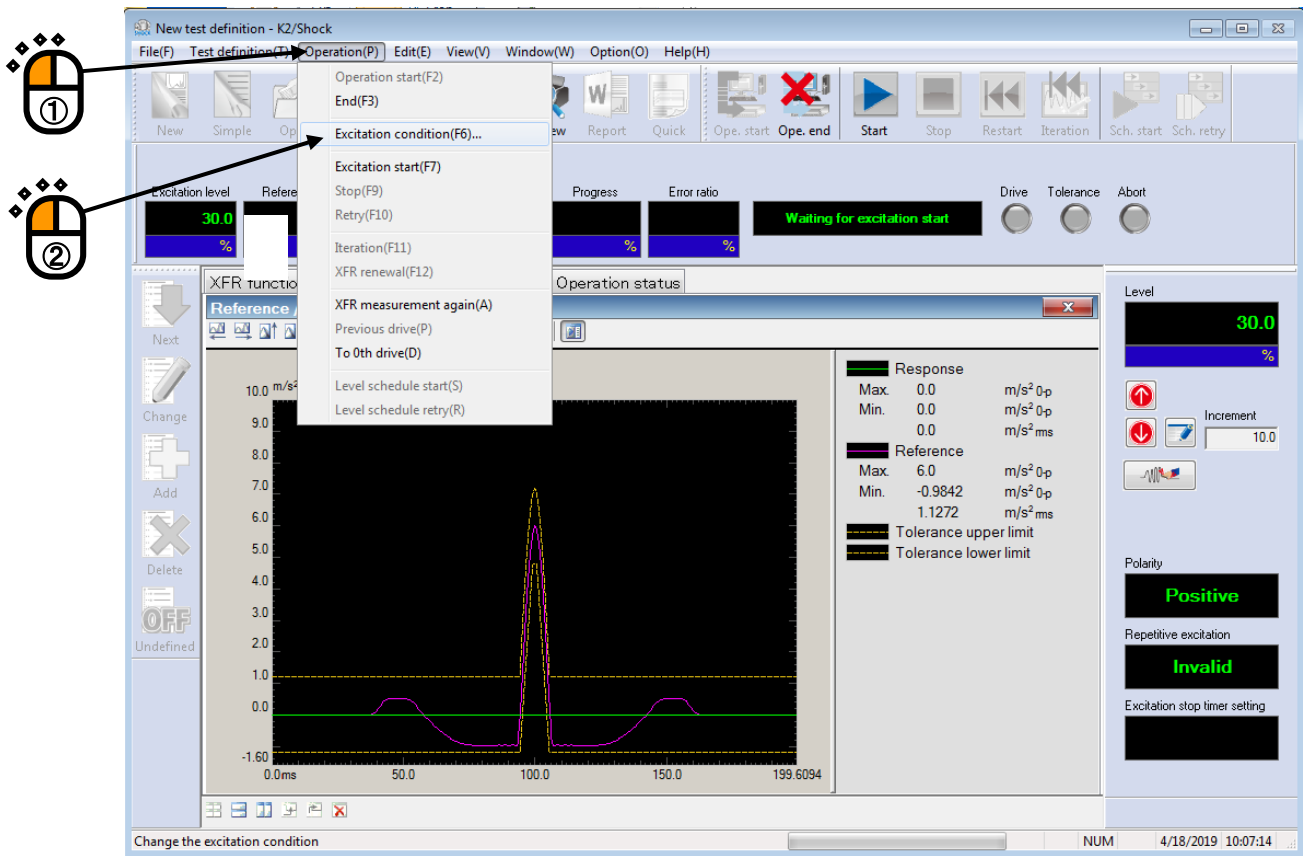 New test definition - K2/Shock
File(F) Test definition(T) Operation(P) Edit(E) View(V) Window(W) Option(O) Help(H)
①
②
Operation start(F2)
End(F3)
Excitation condition(F6)...
Excitation start(F7)
Stop(F9)
Retry(F10)
Iteration(F11)
XFR renewal(F12)
XFR measurement again(A)
Previous drive(P)
To 0th drive(D)
Level schedule start(S)
Level schedule retry(R)
New Simple Op ew Report Quick Ope. start Ope. end Start Stop Restart Iteration Sch. start Sch. retry
Excitation level Refere Progress Error ratio Drive Tolerance Abort
30.0 Waiting for excitation start
% % %
XFR functio Operation status
Reference /
Next
Change
Add
Delete
OFF
Undefined
10.0 m/s²
9.0
8.0
7.0
6.0
5.0
4.0
3.0
2.0
1.0
0.0
-1.60
0.0ms 50.0 100.0 150.0 199.6094
Response
Max. 0.0 m/s² 0-p
Min. 0.0 m/s² 0-p
0.0 m/s² rms
Reference
Max. 6.0 m/s² 0-p
Min. -0.9842 m/s² 0-p
1.1272 m/s² rms
Tolerance upper limit
Tolerance lower limit
Level
30.0
%
Increment
10.0
Polarity
Positive
Repetitive excitation
Invalid
Excitation stop timer setting
Change the excitation condition NUM 4/18/2019 10:07:14